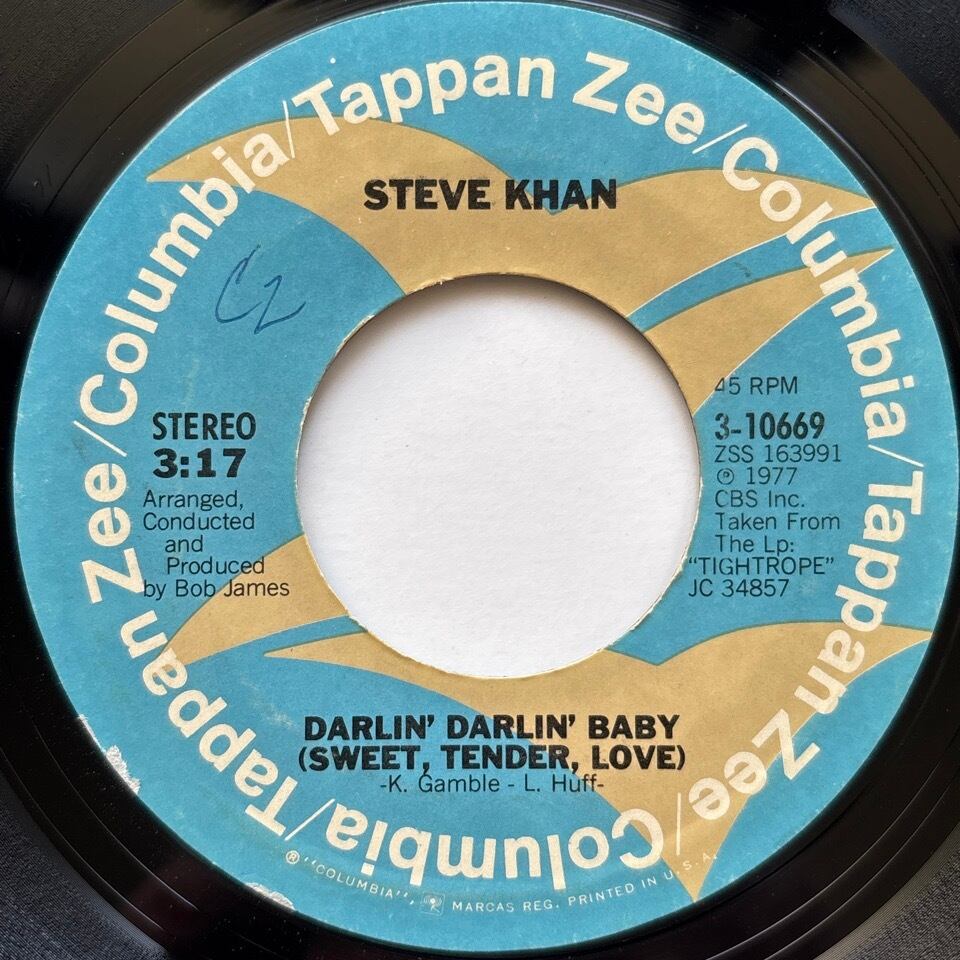 Columbia/Tappan Zee/Columbia/Tappan Zee/Columbia/Tappan Zee/
STEVE KHAN
C2
STEREO
3:17
Arranged,
Conducted
and
Produced
by Bob James
45 RPM
3-10669
ZSS 163991
℗ 1977
CBS Inc.
Taken From
The Lp:
"TIGHTROPE"
JC 34857
DARLIN' DARLIN' BABY
(SWEET, TENDER, LOVE)
-K. Gamble - L. Huff-
® "COLUMBIA", MARCAS REG. PRINTED IN U.S.A.